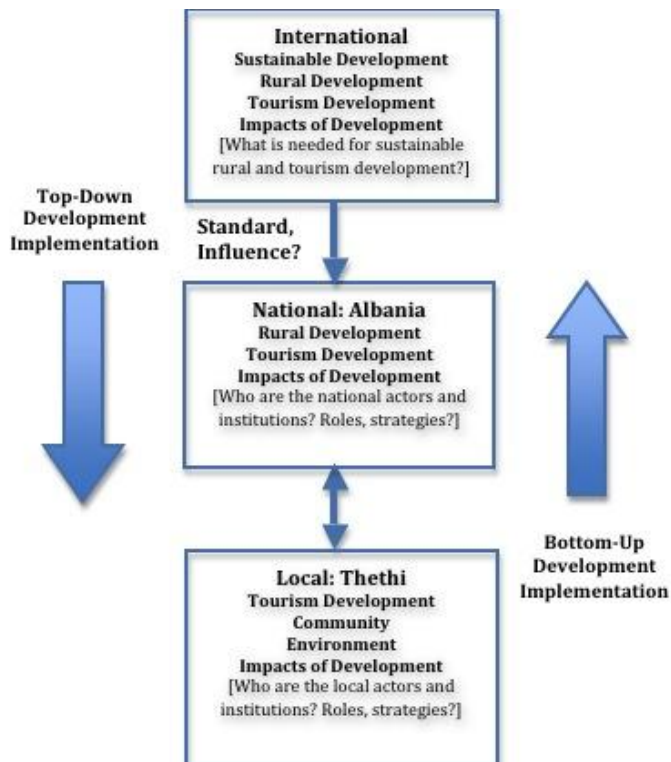 International
Sustainable Development
Rural Development
Tourism Development
Impacts of Development
[What is needed for sustainable
rural and tourism development?]
Top-Down
Development
Implementation
Standard,
Influence?
National: Albania
Rural Development
Tourism Development
Impacts of Development
[Who are the national actors and
institutions? Roles, strategies?]
Bottom-Up
Development
Implementation
Local: Thethi
Tourism Development
Community
Environment
Impacts of Development
[Who are the local actors and
institutions? Roles, strategies?]